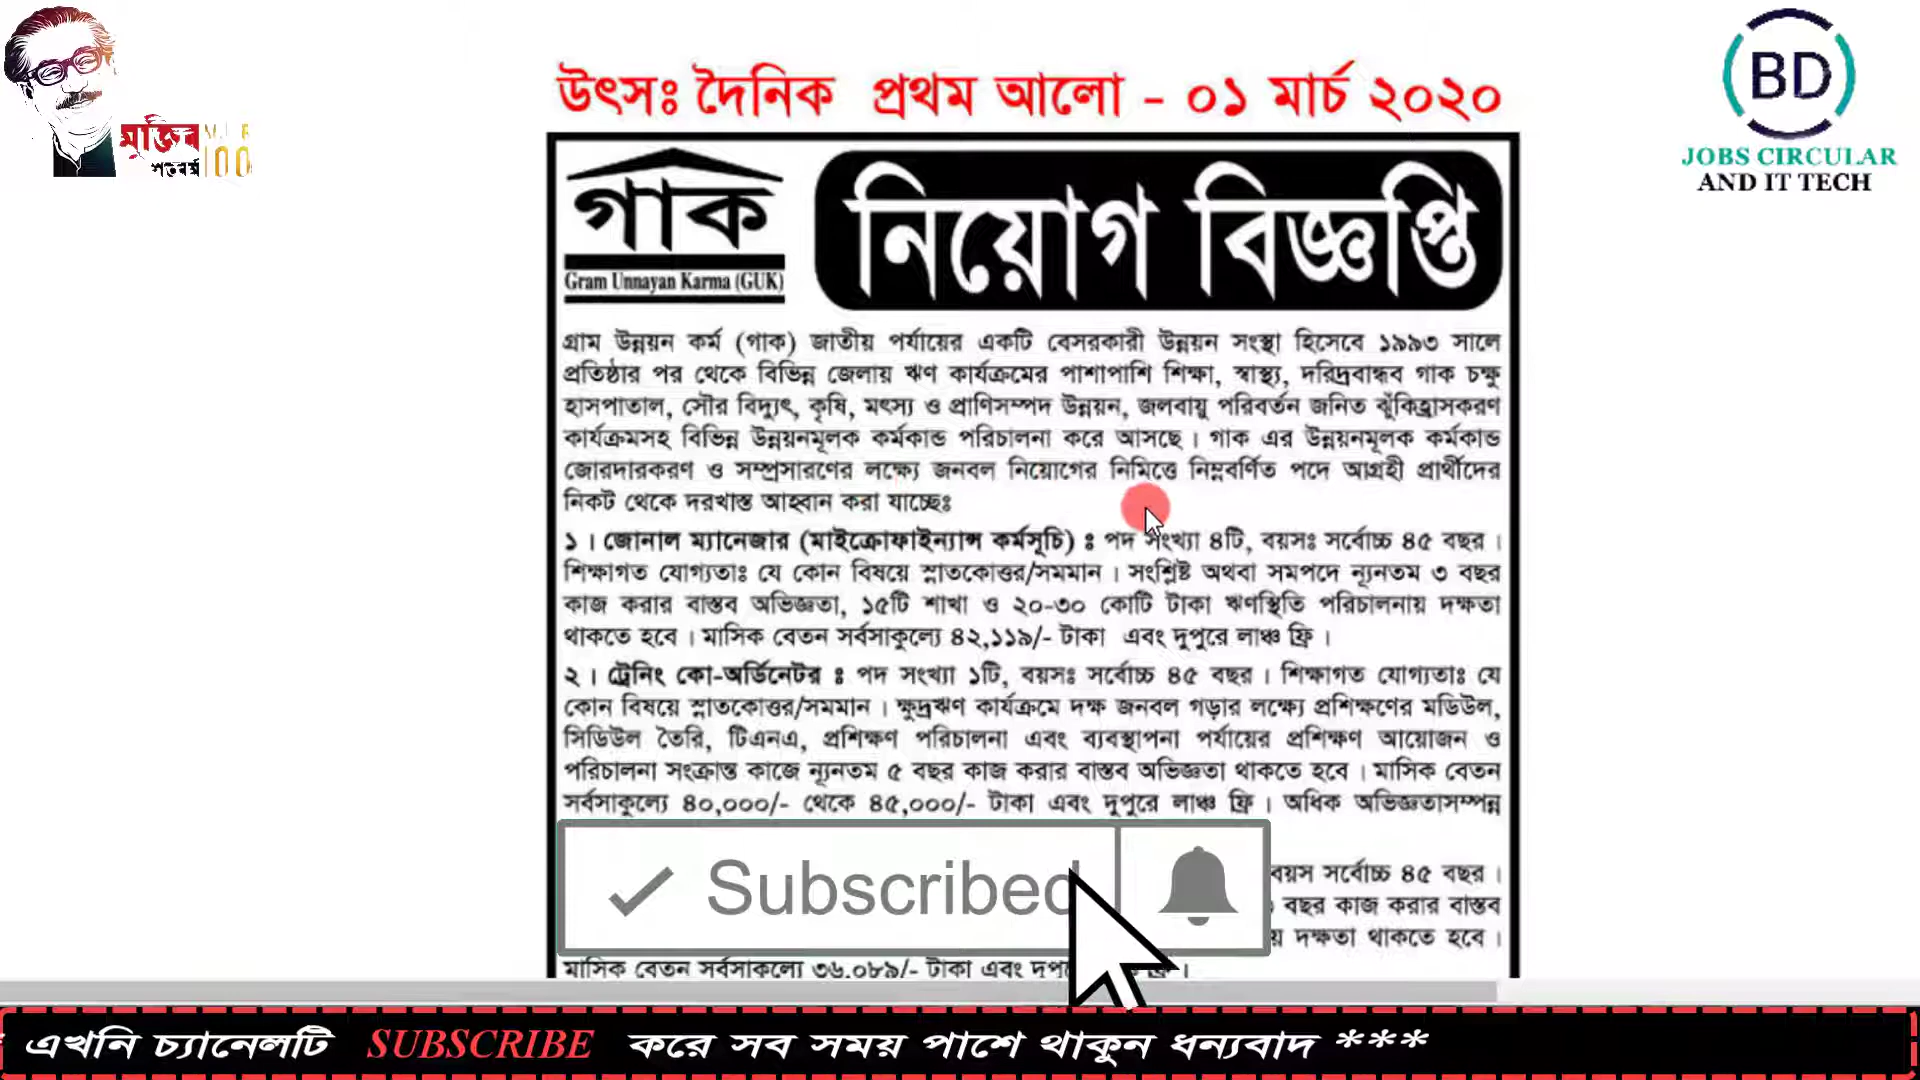 উৎসঃ দৈনিক প্রথম আলো - ০১ মার্চ ২০২০
BD
JOBS CIRCULAR
AND IT TECH
মুজিব
শতবর্ষ 100
গাক
Gram Unnayan Karma (GUK)
নিয়োগ বিজ্ঞপ্তি
গ্রাম উন্নয়ন কর্ম (গাক) জাতীয় পর্যায়ের একটি বেসরকারী উন্নয়ন সংস্থা হিসেবে ১৯৯৩ সালে
প্রতিষ্ঠার পর থেকে বিভিন্ন জেলায় ঋণ কার্যক্রমের পাশাপাশি শিক্ষা, স্বাস্থ্য, দরিদ্রবান্ধব গাক চক্ষু
হাসপাতাল, সৌর বিদ্যুৎ, কৃষি, মৎস্য ও প্রাণিসম্পদ উন্নয়ন, জলবায়ু পরিবর্তন জনিত ঝুঁকিহ্রাসকরণ
কার্যক্রমসহ বিভিন্ন উন্নয়নমূলক কর্মকান্ড পরিচালনা করে আসছে। গাক এর উন্নয়নমূলক কর্মকান্ড
জোরদারকরণ ও সম্প্রসারণের লক্ষ্যে জনবল নিয়োগের নিমিত্তে নিম্নবর্ণিত পদে আগ্রহী প্রার্থীদের
নিকট থেকে দরখাস্ত আহ্বান করা যাচ্ছেঃ
১। জোনাল ম্যানেজার (মাইক্রোফাইন্যান্স কর্মসূচি) ঃ পদ সংখ্যা ৪টি, বয়সঃ সর্বোচ্চ ৪৫ বছর।
শিক্ষাগত যোগ্যতাঃ যে কোন বিষয়ে স্নাতকোত্তর/সমমান। সংশ্লিষ্ট অথবা সমপদে ন্যূনতম ৩ বছর
কাজ করার বাস্তব অভিজ্ঞতা, ১৫টি শাখা ও ২০-৩০ কোটি টাকা ঋণস্থিতি পরিচালনায় দক্ষতা
থাকতে হবে। মাসিক বেতন সর্বসাকুল্যে ৪২,১১৯/- টাকা এবং দুপুরে লাঞ্চ ফ্রি।
২। ট্রেনিং কো-অর্ডিনেটর ঃ পদ সংখ্যা ১টি, বয়সঃ সর্বোচ্চ ৪৫ বছর। শিক্ষাগত যোগ্যতাঃ যে
কোন বিষয়ে স্নাতকোত্তর/সমমান। ক্ষুদ্রঋণ কার্যক্রমে দক্ষ জনবল গড়ার লক্ষ্যে প্রশিক্ষণের মডিউল,
সিডিউল তৈরি, টিএনএ, প্রশিক্ষণ পরিচালনা এবং ব্যবস্থাপনা পর্যায়ের প্রশিক্ষণ আয়োজন ও
পরিচালনা সংক্রান্ত কাজে ন্যূনতম ৫ বছর কাজ করার বাস্তব অভিজ্ঞতা থাকতে হবে। মাসিক বেতন
সর্বসাকুল্যে ৪০,০০০/- থেকে ৪৫,০০০/- টাকা এবং দুপুরে লাঞ্চ ফ্রি। অধিক অভিজ্ঞতাসম্পন্ন
বয়স সর্বোচ্চ ৪৫ বছর।
বছর কাজ করার বাস্তব
দক্ষতা থাকতে হবে।
মাসিক বেতন সর্বসাকুল্যে ৩৬,০৮৯/- টাকা এবং
Subscribed
এখনি চ্যানেলটি SUBSCRIBE করে সব সময় পাশে থাকুন ধন্যবাদ ***